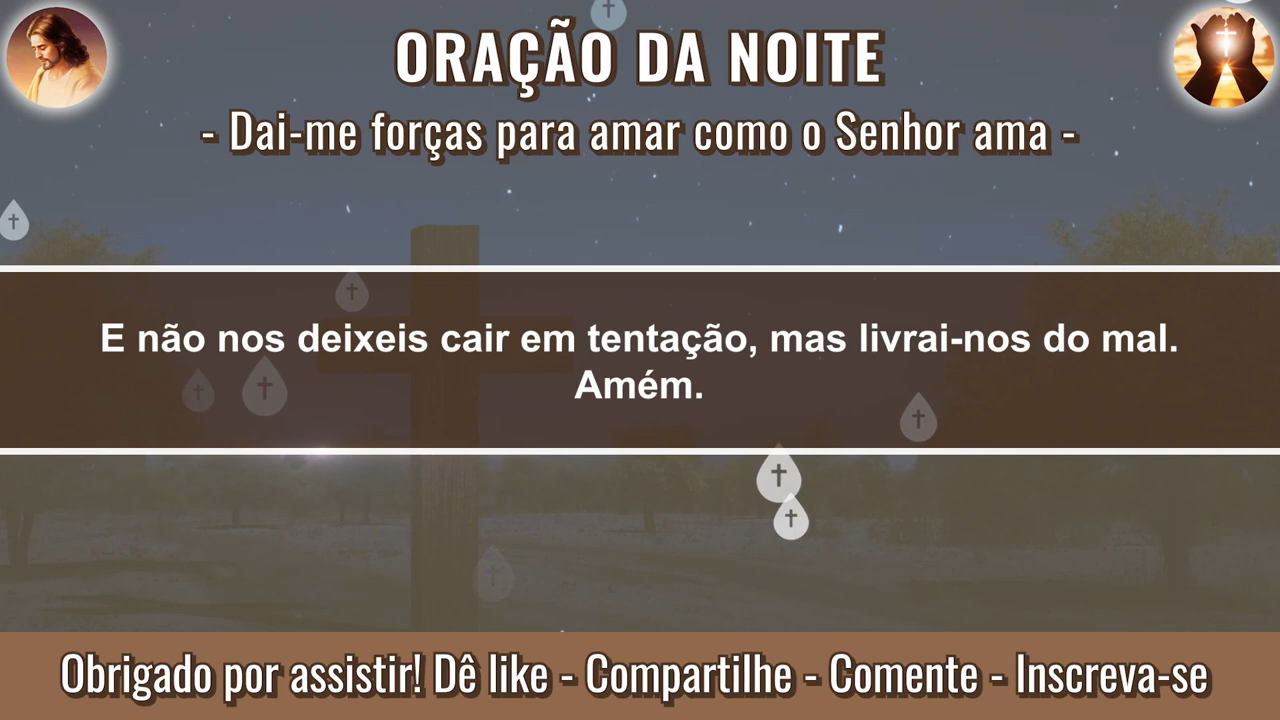 ORAÇÃO DA NOITE
- Dai-me forças para amar como o Senhor ama -
E não nos deixeis cair em tentação, mas livrai-nos do mal.
Amém.
Obrigado por assistir! Dê like - Compartilhe - Comente - Inscreva-se